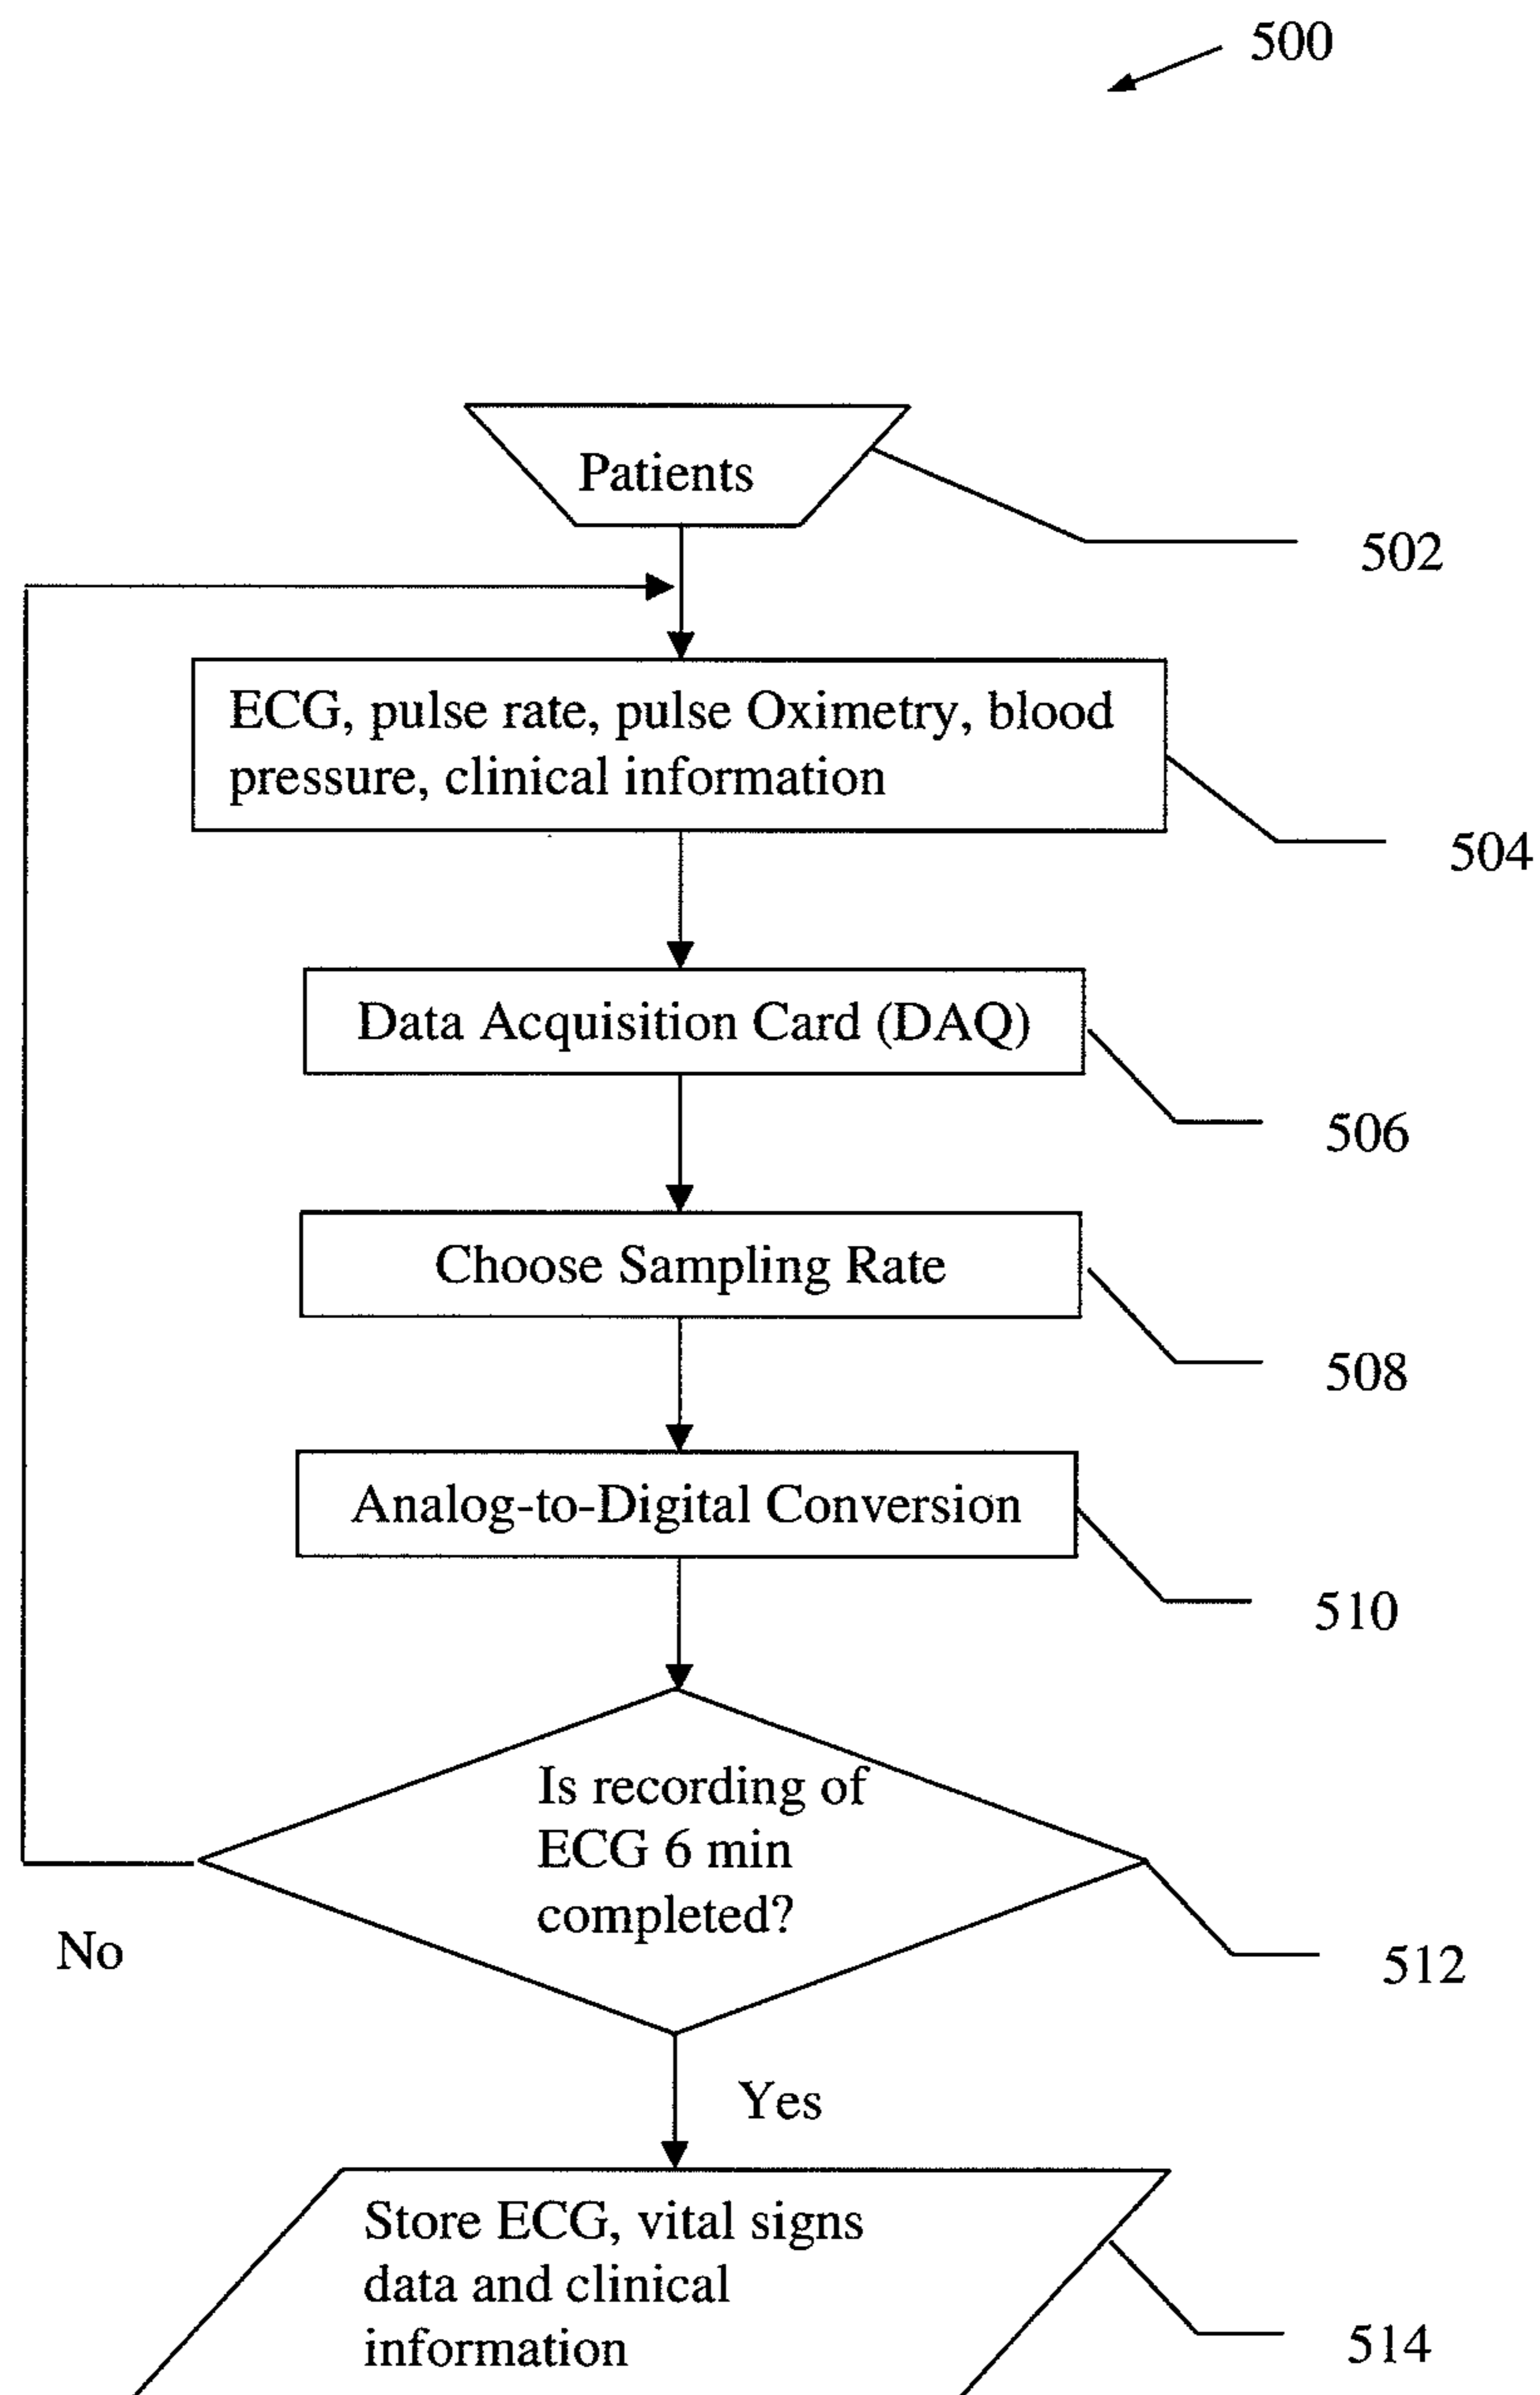 500
Patients
502
ECG, pulse rate, pulse Oximetry, blood
pressure, clinical information
504
Data Acquisition Card (DAQ)
506
Choose Sampling Rate
508
Analog-to-Digital Conversion
510
Is recording of
ECG 6 min
completed?
No
512
Yes
Store ECG, vital signs
data and clinical
information
514